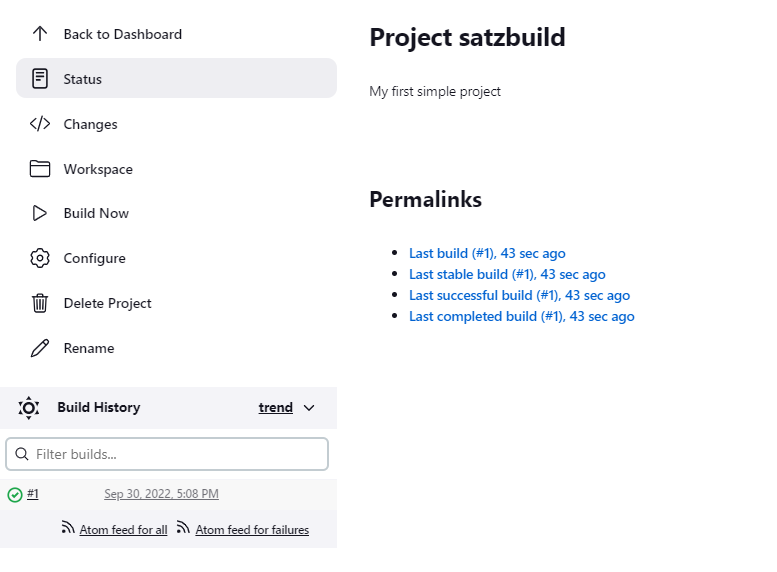 Back to Dashboard
Status
Changes
Workspace
Build Now
Configure
Delete Project
Rename
Build History
trend
Filter builds...
#1
Sep 30, 2022, 5:08 PM
Atom feed for all
Atom feed for failures
Project satzbuild
My first simple project
Permalinks
Last build (#1), 43 sec ago
Last stable build (#1), 43 sec ago
Last successful build (#1), 43 sec ago
Last completed build (#1), 43 sec ago